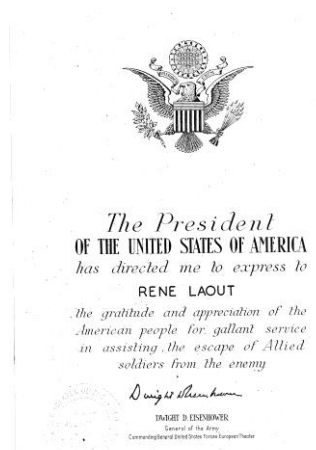 The President
OF THE UNITED STATES OF AMERICA
has directed me to express to
RENE LAOUT
the gratitude and appreciation of the
American people for gallant service
in assisting the escape of Allied
soldiers from the enemy
Dwight D. Eisenhower
DWIGHT D. EISENHOWER
General of the Army
Commanding General United States Forces European Theater